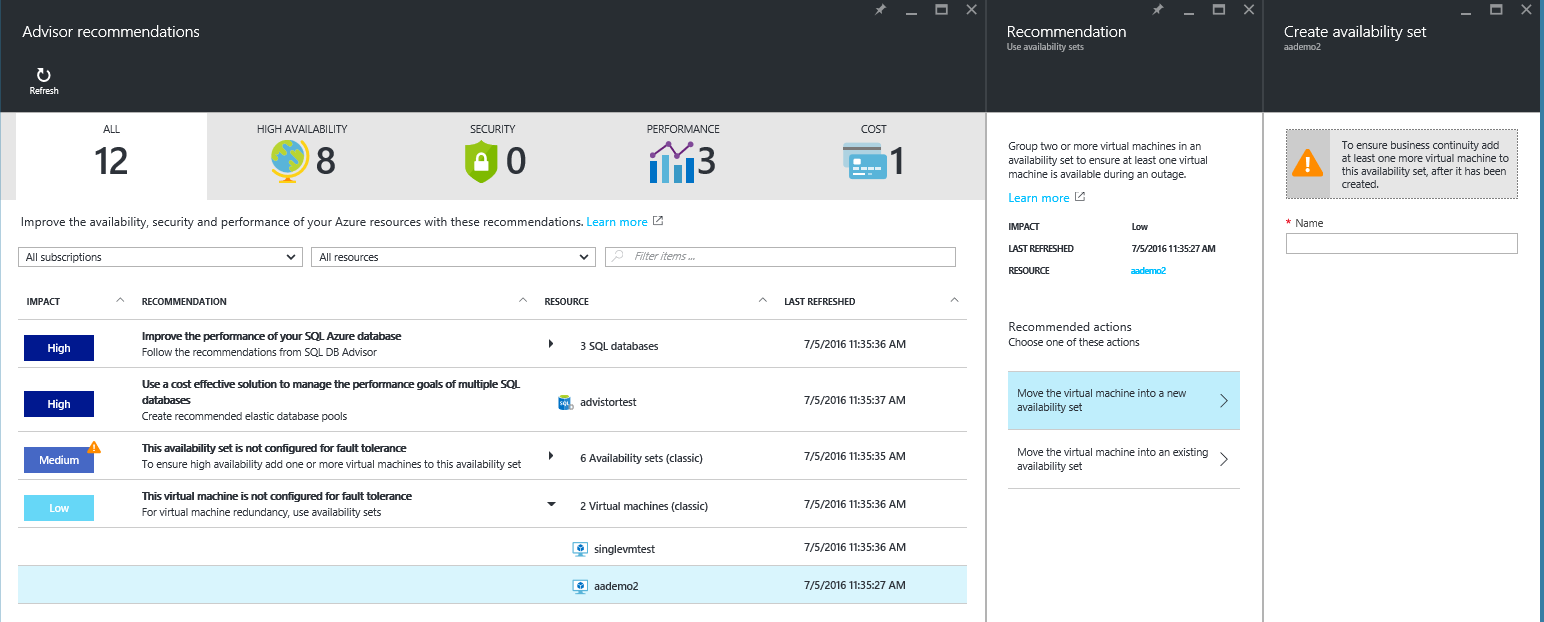 Advisor recommendations
Refresh
ALL
12
HIGH AVAILABILITY
8
SECURITY
0
PERFORMANCE
3
COST
1
Improve the availability, security and performance of your Azure resources with these recommendations. Learn more
All subscriptions
All resources
Filter items ...
IMPACT RECOMMENDATION RESOURCE LAST REFRESHED
High
Improve the performance of your SQL Azure database
Follow the recommendations from SQL DB Advisor
3 SQL databases
7/5/2016 11:35:36 AM
High
Use a cost effective solution to manage the performance goals of multiple SQL
databases
Create recommended elastic database pools
SQL
advistortest
7/5/2016 11:35:37 AM
Medium
This availability set is not configured for fault tolerance
To ensure high availability add one or more virtual machines to this availability set
6 Availability sets (classic)
7/5/2016 11:35:35 AM
Low
This virtual machine is not configured for fault tolerance
For virtual machine redundancy, use availability sets
2 Virtual machines (classic)
7/5/2016 11:35:36 AM
singlevmtest
7/5/2016 11:35:36 AM
aademo2
7/5/2016 11:35:27 AM
Recommendation
Use availability sets
Group two or more virtual machines in an
availability set to ensure at least one virtual
machine is available during an outage.
Learn more
IMPACT Low
LAST REFRESHED 7/5/2016 11:35:27 AM
RESOURCE aademo2
Recommended actions
Choose one of these actions
Move the virtual machine into a new
availability set
Move the virtual machine into an existing
availability set
Create availability set
aademo2
To ensure business continuity add
at least one more virtual machine to
this availability set, after it has been
created.
* Name